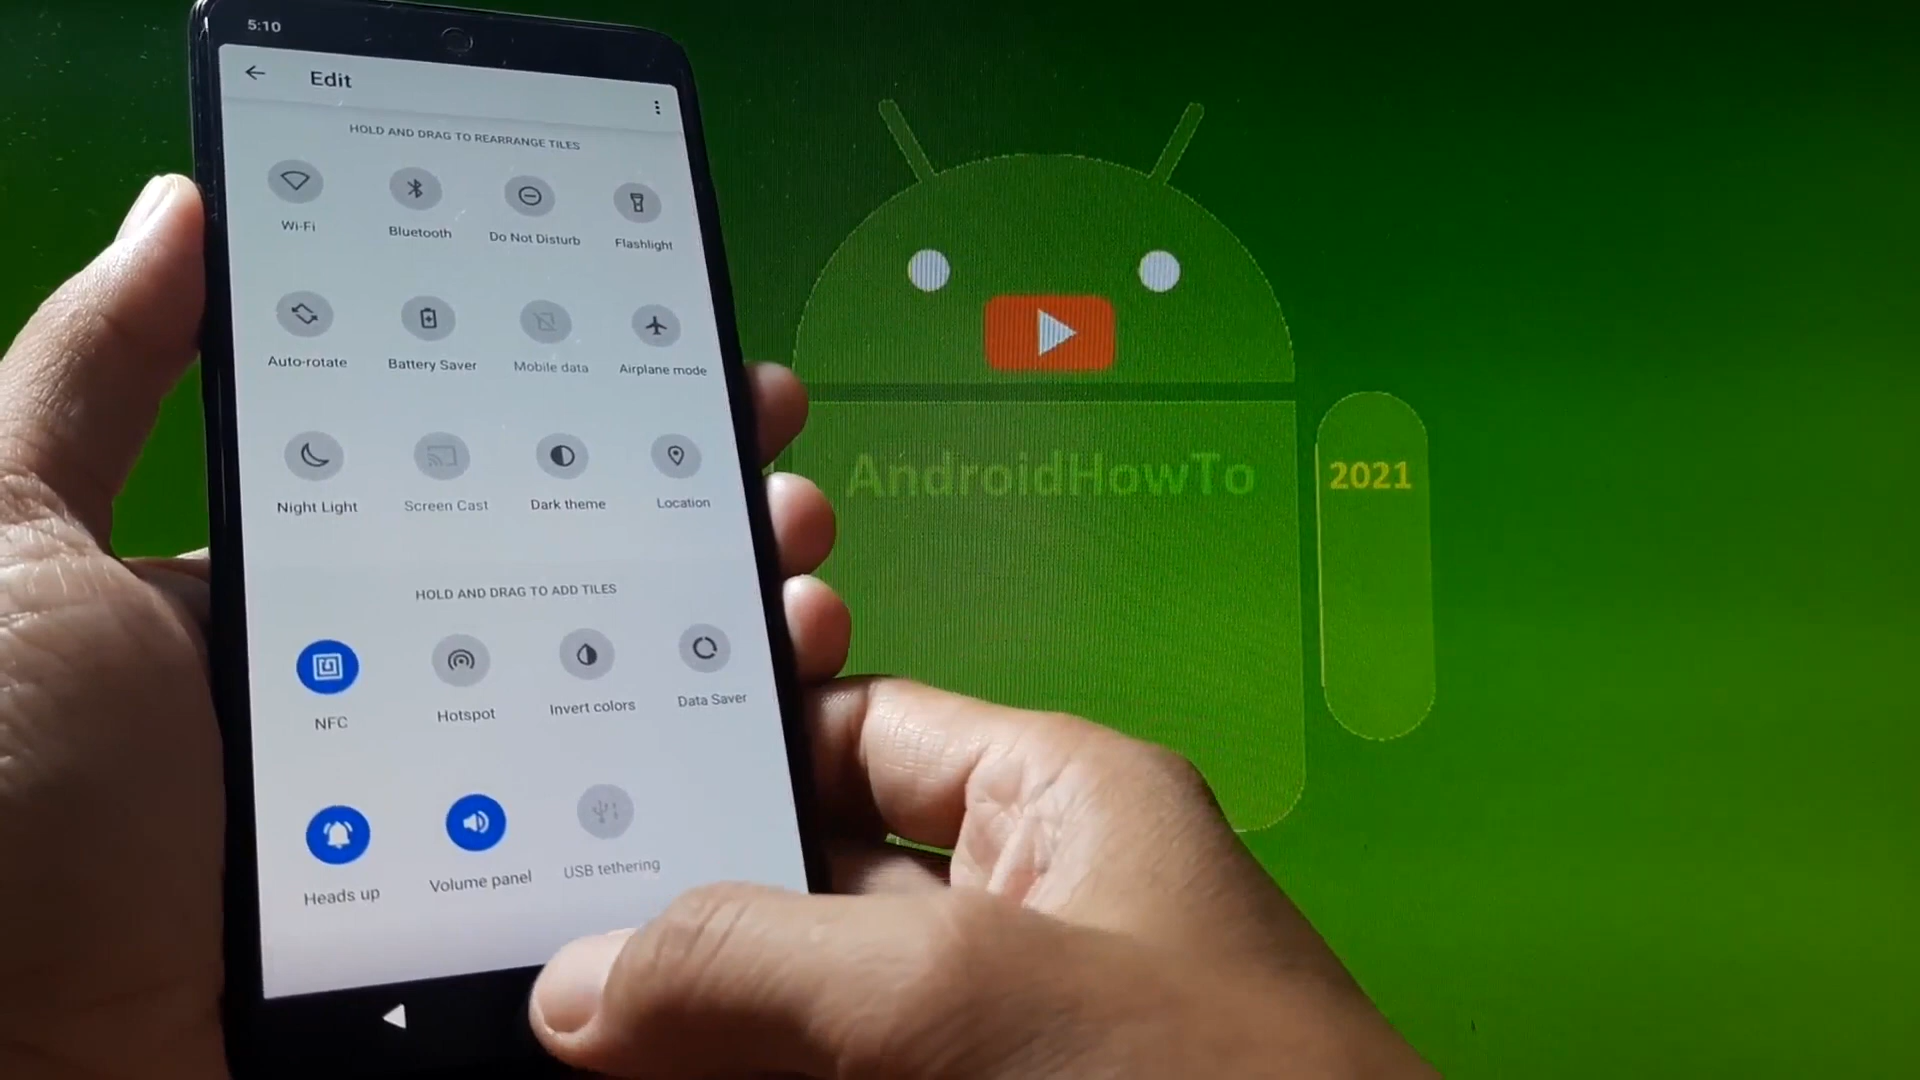 5:10
Edit
HOLD AND DRAG TO REARRANGE TILES
Wi-Fi
Bluetooth
Do Not Disturb
Flashlight
Auto-rotate
Battery Saver
Mobile data
Airplane mode
Night Light
Screen Cast
Dark theme
Location
HOLD AND DRAG TO ADD TILES
NFC
Hotspot
Invert colors
Data Saver
Heads up
Volume panel
USB tethering
AndroidHowTo
2021